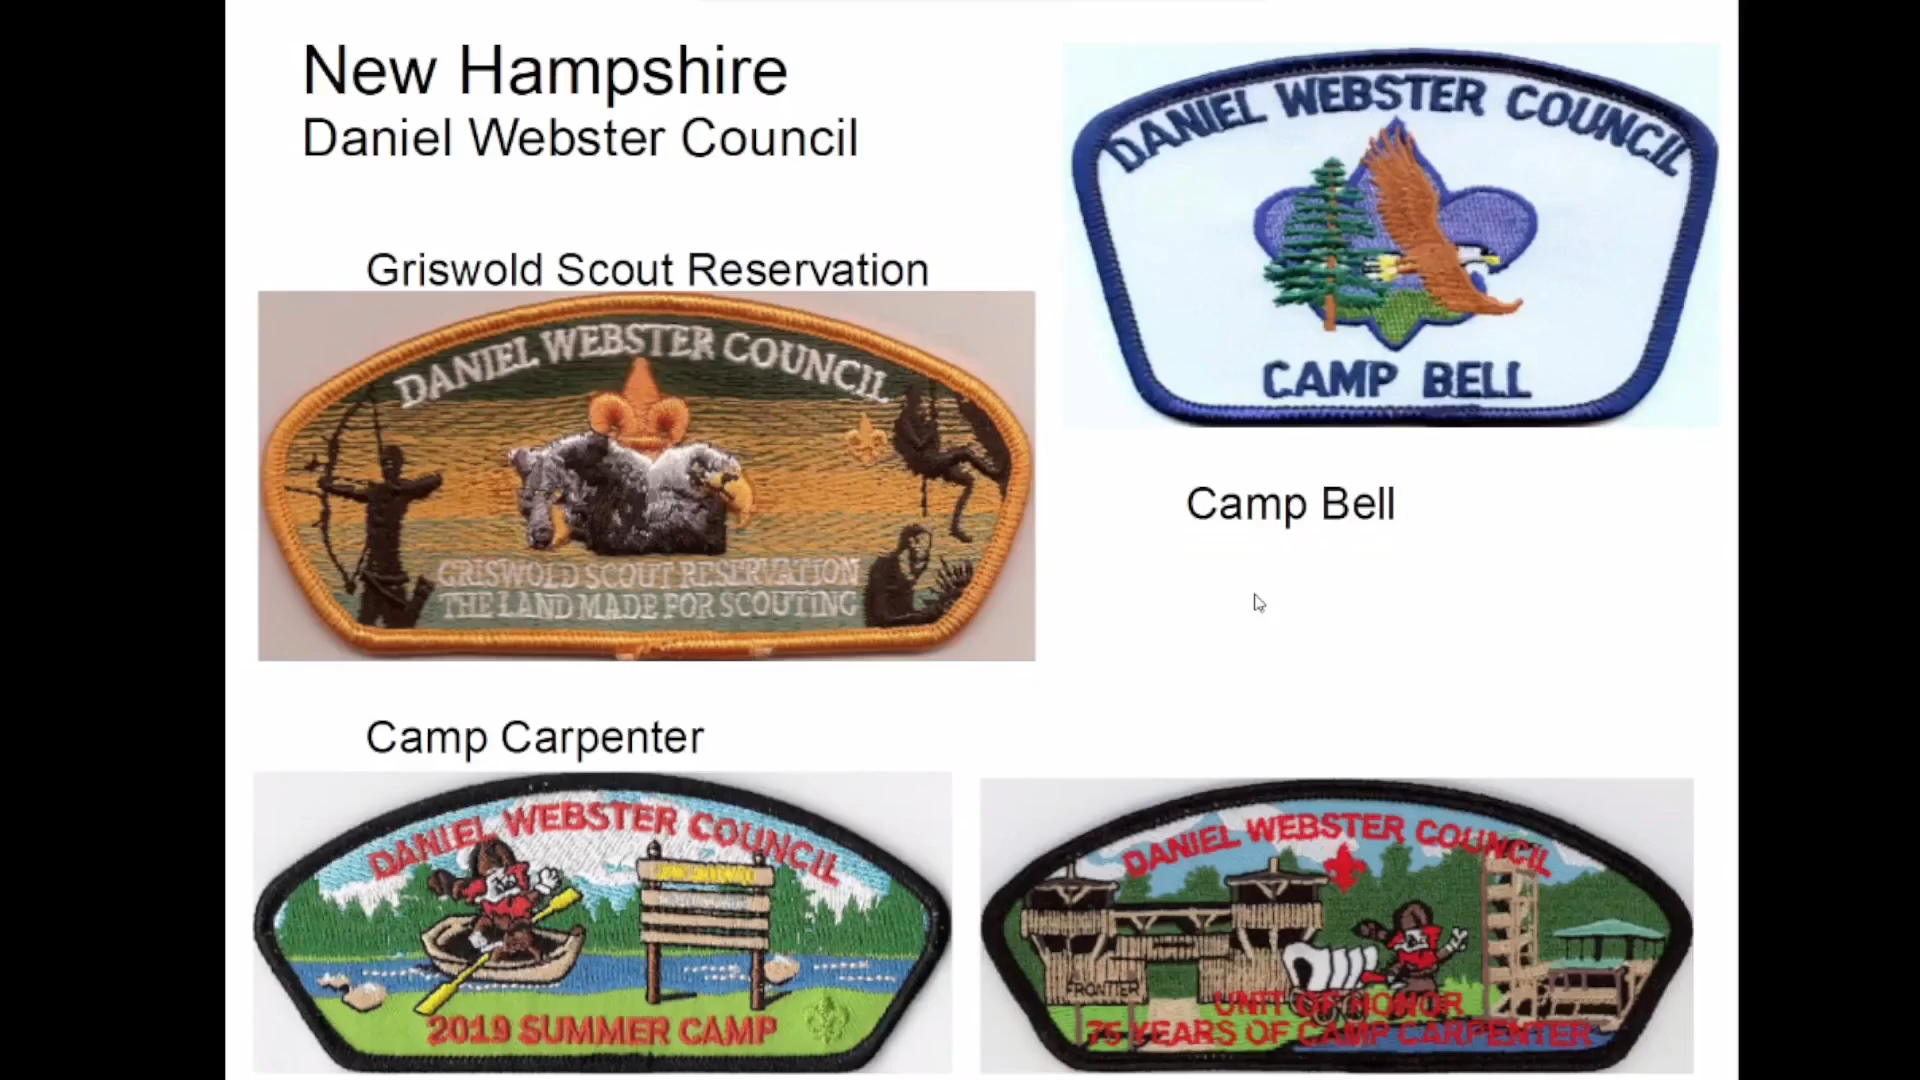 New Hampshire
Daniel Webster Council
DANIEL WEBSTER COUNCIL
CAMP BELL
Griswold Scout Reservation
DANIEL WEBSTER COUNCIL
GRISWOLD SCOUT RESERVATION
THE LAND MADE FOR SCOUTING
Camp Bell
Camp Carpenter
DANIEL WEBSTER COUNCIL
2019 SUMMER CAMP
DANIEL WEBSTER COUNCIL
FRONTIER
UNIT OF HONOR
75 YEARS OF CAMP CARPENTER